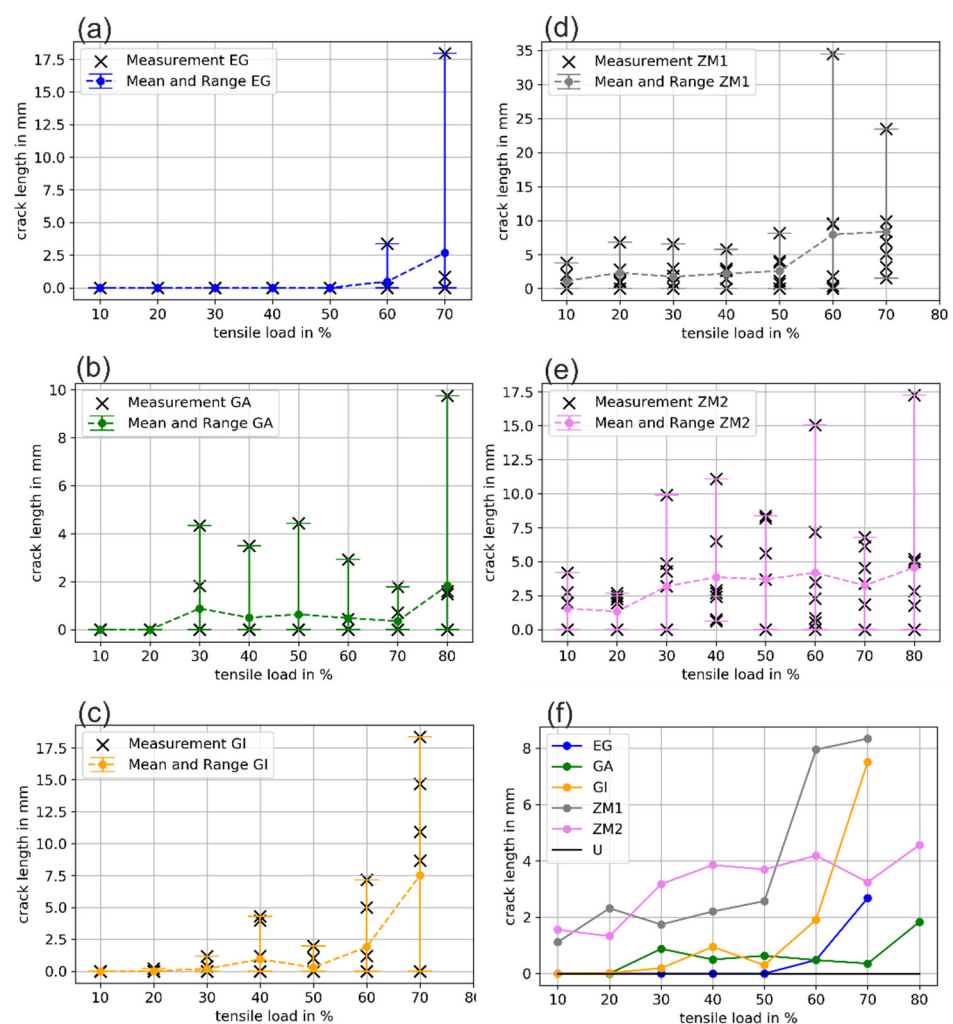 (a)
Measurement EG
Mean and Range EG
17.5
15.0
12.5
10.0
7.5
5.0
2.5
0.0
crack length in mm
10 20 30 40 50 60 70
tensile load in %
(d)
Measurement ZM1
Mean and Range ZM1
35
30
25
20
15
10
5
0
crack length in mm
10 20 30 40 50 60 70 80
tensile load in %
(b)
Measurement GA
Mean and Range GA
10
8
6
4
2
0
crack length in mm
10 20 30 40 50 60 70 80
tensile load in %
(e)
Measurement ZM2
Mean and Range ZM2
17.5
15.0
12.5
10.0
7.5
5.0
2.5
0.0
crack length in mm
10 20 30 40 50 60 70 80
tensile load in %
(c)
Measurement GI
Mean and Range GI
17.5
15.0
12.5
10.0
7.5
5.0
2.5
0.0
crack length in mm
10 20 30 40 50 60 70
tensile load in %
(f)
EG
GA
GI
ZM1
ZM2
U
8
6
4
2
0
crack length in mm
10 20 30 40 50 60 70 80
tensile load in %